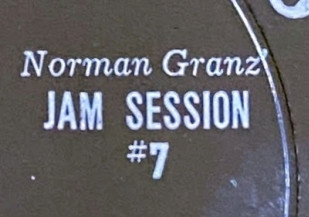 Norman Granz'
JAM SESSION
#7